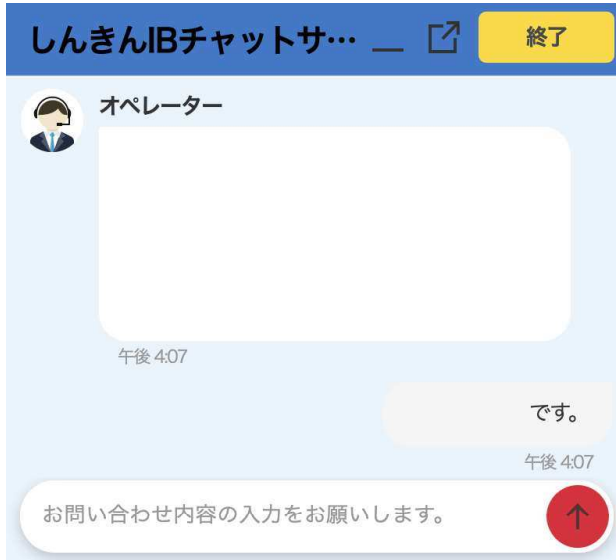 しんきんIBチャットサ…
終了
オペレーター
午後 4:07
です。
午後 4:07
お問い合わせ内容の入力をお願いします。